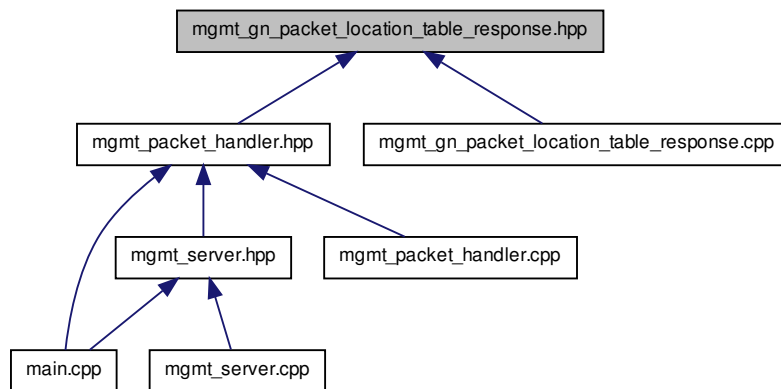 mgmt_gn_packet_location_table_response.hpp
mgmt_packet_handler.hpp
mgmt_gn_packet_location_table_response.cpp
mgmt_server.hpp
mgmt_packet_handler.cpp
main.cpp
mgmt_server.cpp